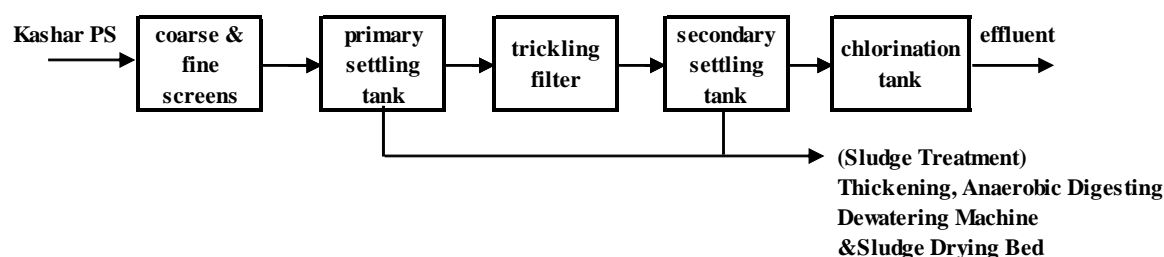 Kashar PS
coarse &
fine
screens
primary
settling
tank
trickling
filter
secondary
settling
tank
chlorination
tank
effluent
(Sludge Treatment)
Thickening, Anaerobic Digesting
Dewatering Machine
&Sludge Drying Bed